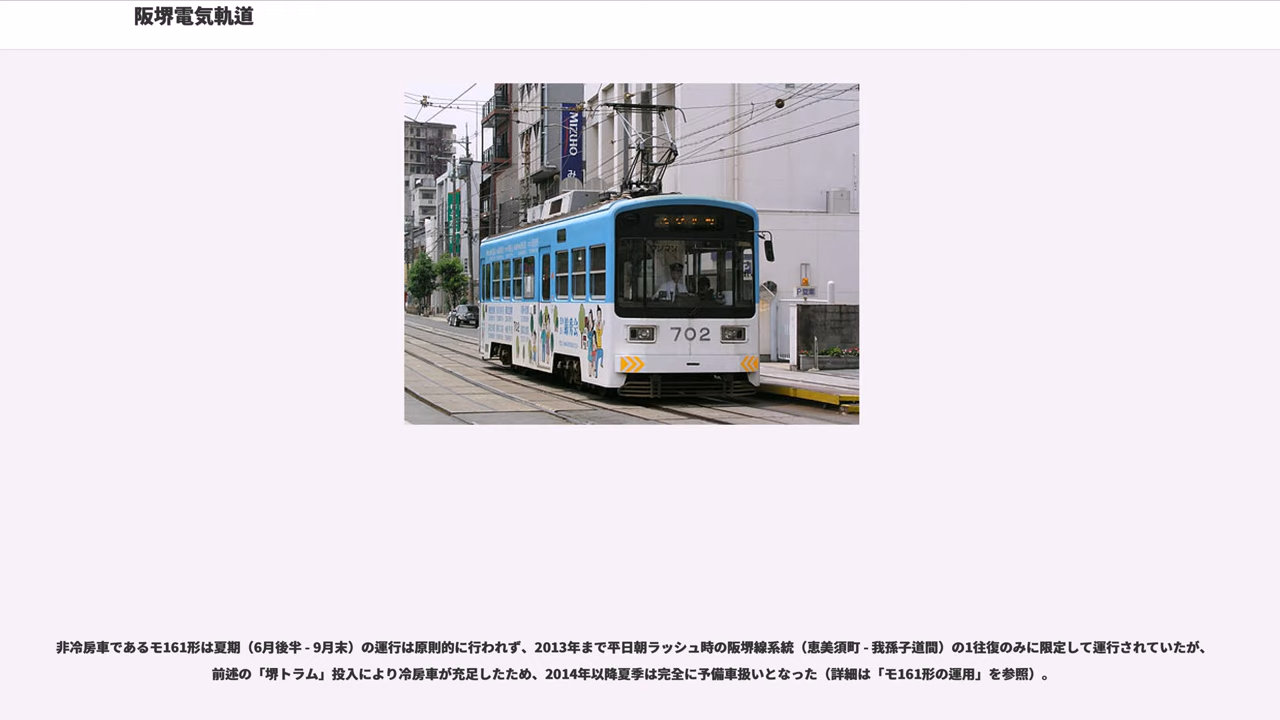 阪堺電気軌道
MIZUHO
み
702
P 駐車
非冷房車であるモ161形は夏期（6月後半 - 9月末）の運行は原則的に行われず、2013年まで平日朝ラッシュ時の阪堺線系統（恵美須町 - 我孫子道間）の1往復のみに限定して運行されていたが、
前述の「堺トラム」投入により冷房車が充足したため、2014年以降夏季は完全に予備車扱いとなった（詳細は「モ161形の運用」を参照）。